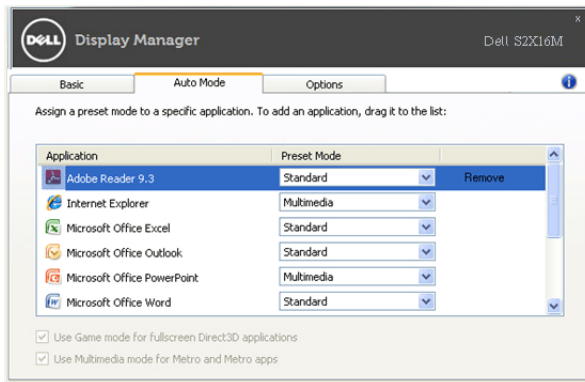 x
DELL Display Manager
Dell S2X16M
Basic Auto Mode Options i
Assign a preset mode to a specific application. To add an application, drag it to the list:
Application Preset Mode
Adobe Reader 9.3 Standard Remove
Internet Explorer Multimedia
Microsoft Office Excel Standard
Microsoft Office Outlook Standard
Microsoft Office PowerPoint Multimedia
Microsoft Office Word Standard
Use Game mode for fullscreen Direct3D applications
Use Multimedia mode for Metro and Metro apps